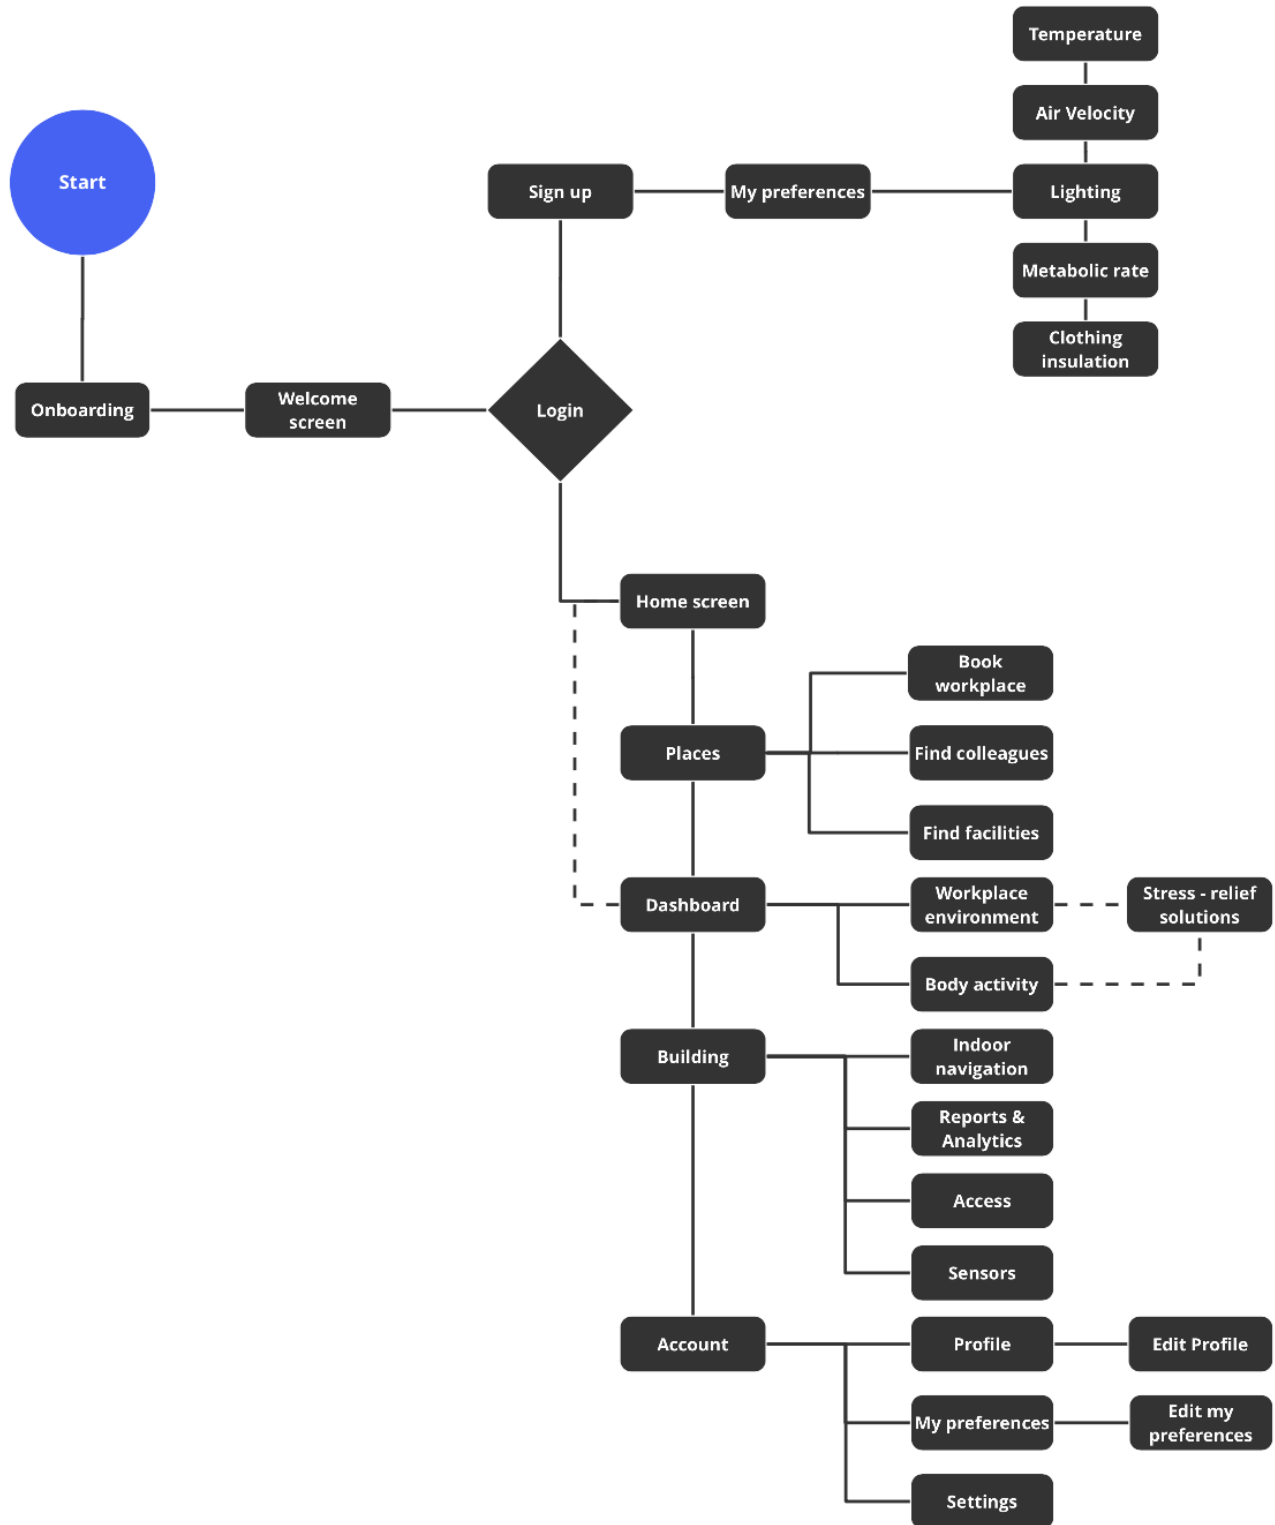 Temperature
Air Velocity
Start
Sign up
My preferences
Lighting
Metabolic rate
Clothing
insulation
Onboarding
Welcome
screen
Login
Home screen
Book
workplace
Places
Find colleagues
Find facilities
Dashboard
Workplace
environment
Stress - relief
solutions
Body activity
Building
Indoor
navigation
Reports &
Analytics
Access
Sensors
Account
Profile
Edit Profile
My preferences
Edit my
preferences
Settings